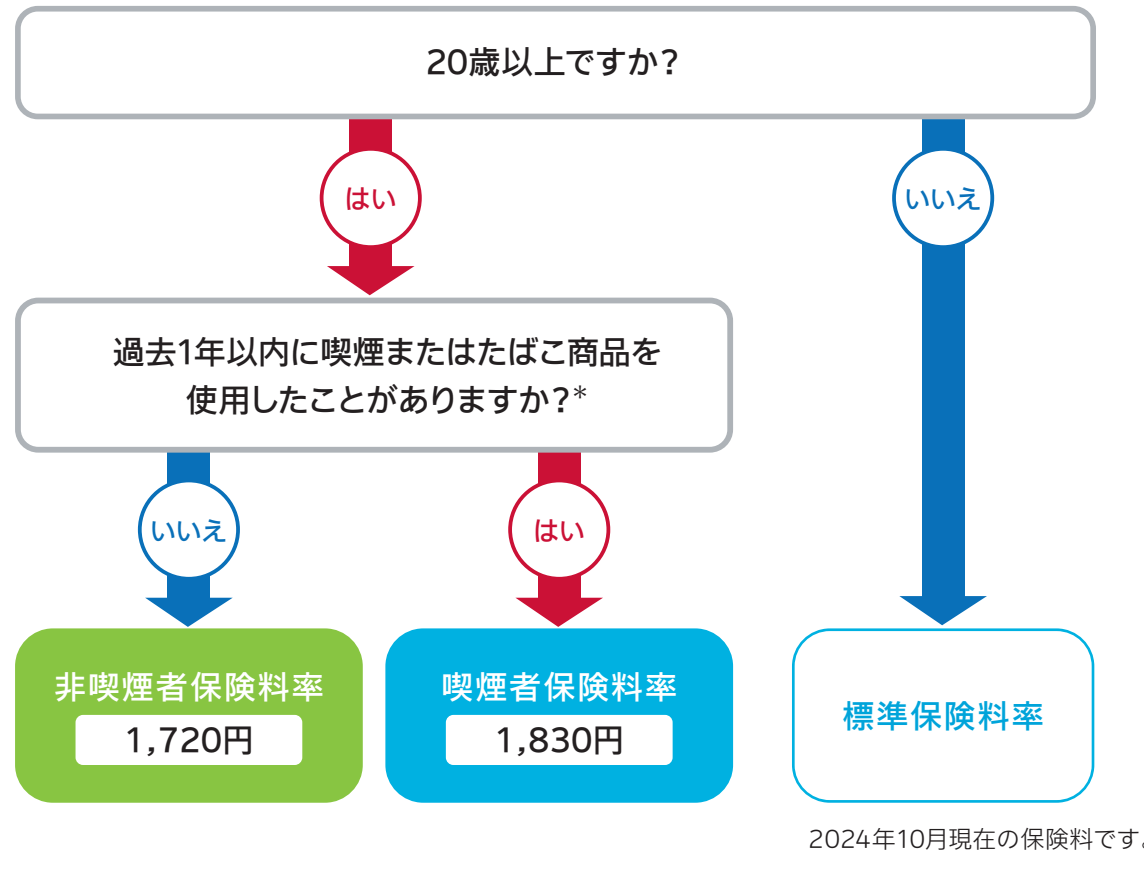 20歳以上ですか？
はい
いいえ
過去1年以内に喫煙またはたばこ商品を
使用したことがありますか？*
いいえ
はい
非喫煙者保険料率
1,720円
喫煙者保険料率
1,830円
標準保険料率
2024年10月現在の保険料です。